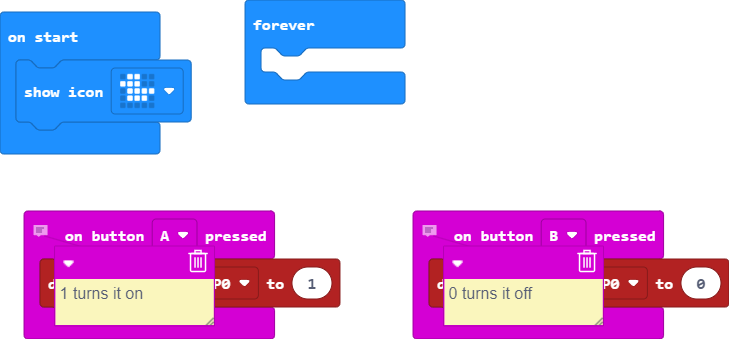 on start
forever
show icon
on button A pressed
on button B pressed
P0 to 1
P0 to 0
1 turns it on
0 turns it off